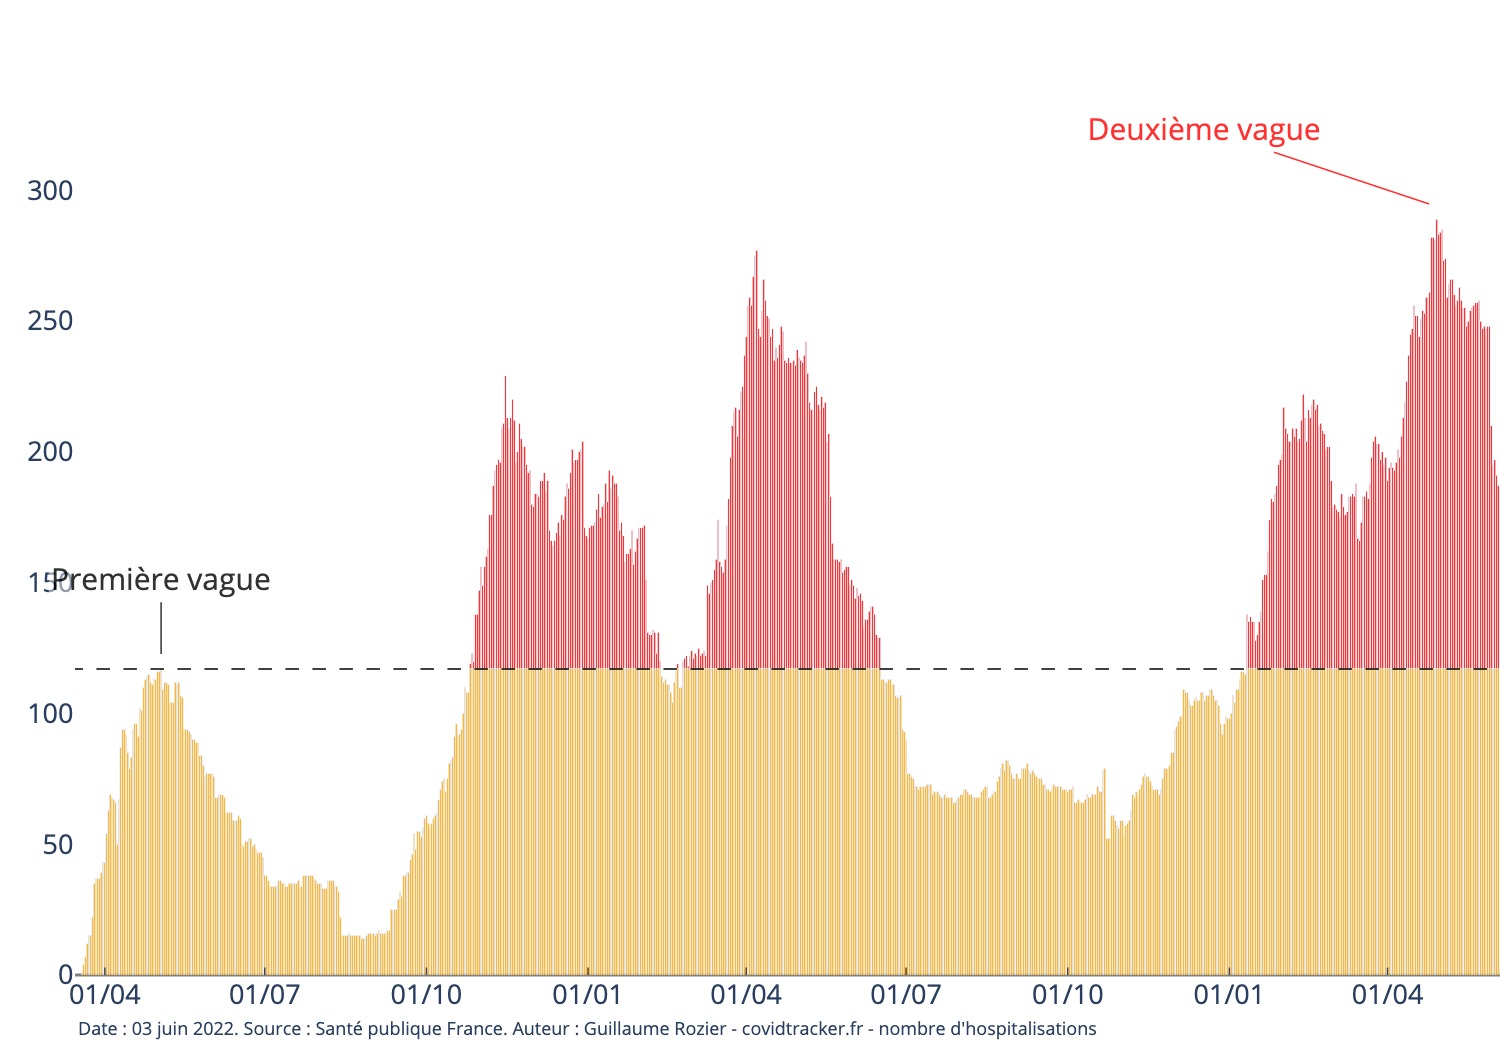 Deuxième vague
300
250
200
150
Première vague
100
50
0
01/04 01/07 01/10 01/01 01/04 01/07 01/10 01/01 01/04
Date : 03 juin 2022. Source : Santé publique France. Auteur : Guillaume Rozier - covidtracker.fr - nombre d'hospitalisations